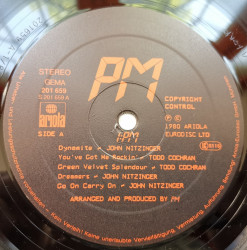 STEREO
GEMA
201 659
ariola
SIDE A
PM
COPYRIGHT
CONTROL
℗ 1980 ARIOLA
EURODISC LTD
PM
Dynamite - JOHN NITZINGER
You've Got Me Rockin' - TODD COCHRAN
Green Velvet Splendour - TODD COCHRAN
Dreamers - JOHN NITZINGER
Go On Carry On - JOHN NITZINGER
ARRANGED AND PRODUCED BY PM